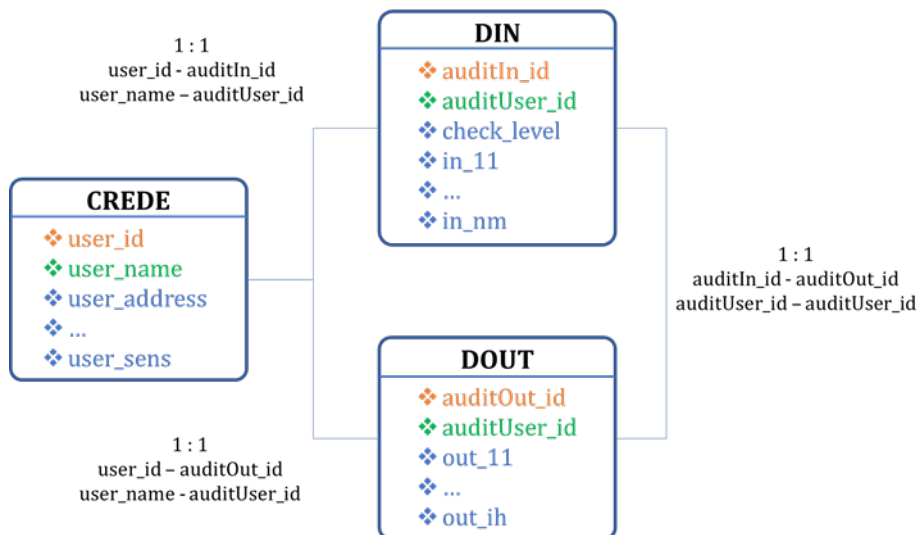 1 : 1
user_id - auditIn_id
user_name – auditUser_id
DIN
❖ auditIn_id
❖ auditUser_id
❖ check_level
❖ in_11
❖ ...
❖ in_nm
CREDE
❖ user_id
❖ user_name
❖ user_address
❖ ...
❖ user_sens
1 : 1
auditIn_id - auditOut_id
auditUser_id – auditUser_id
DOUT
❖ auditOut_id
❖ auditUser_id
❖ out_11
❖ ...
❖ out_ih
1 : 1
user_id – auditOut_id
user_name - auditUser_id